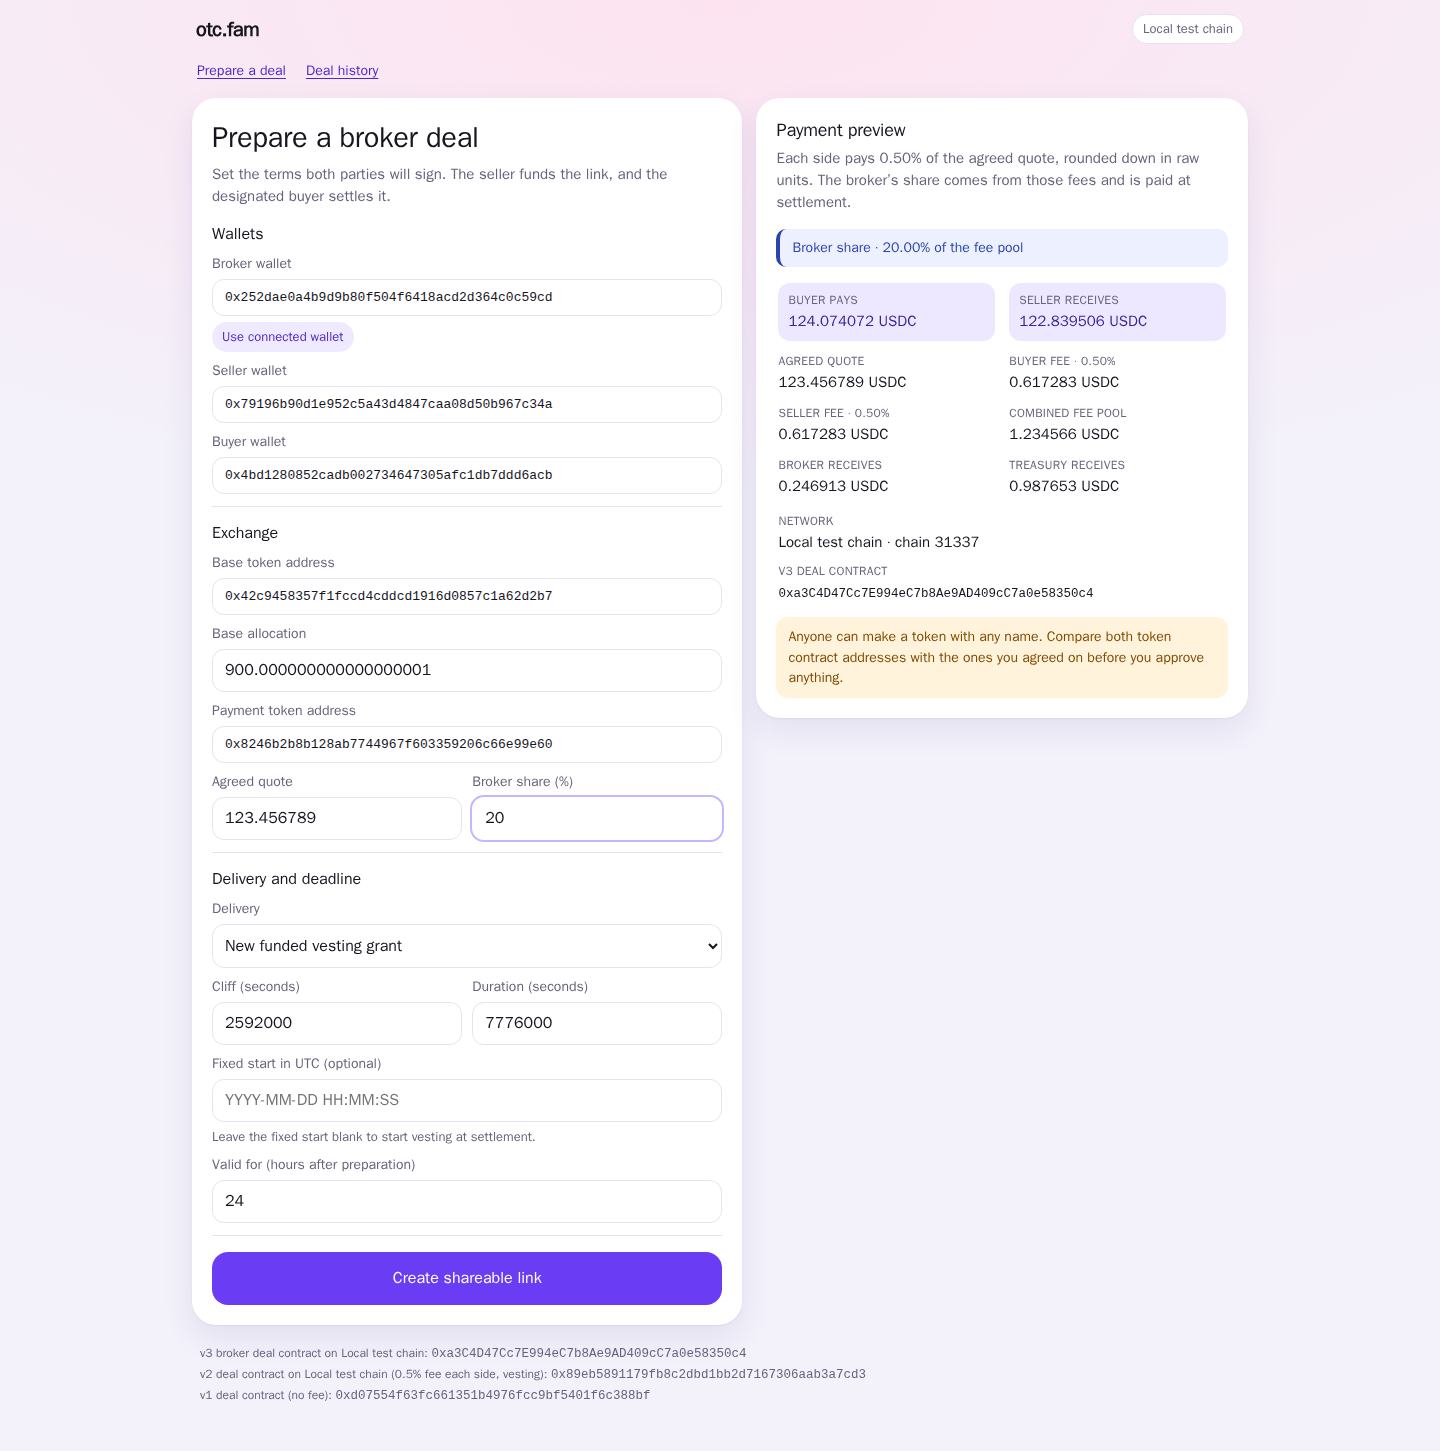 otc.fam
Local test chain
Prepare a deal
Deal history
Prepare a broker deal
Set the terms both parties will sign. The seller funds the link, and the
designated buyer settles it.
Wallets
Broker wallet
0x252dae0a4b9d9b80f504f6418acd2d364c0c59cd
Use connected wallet
Seller wallet
0x79196b90d1e952c5a43d4847caa08d50b967c34a
Buyer wallet
0x4bd1280852cadb002734647305afc1db7ddd6acb
Exchange
Base token address
0x42c9458357f1fccd4cddcd1916d0857c1a62d2b7
Base allocation
900.000000000000000001
Payment token address
0x8246b2b8b128ab7744967f603359206c66e99e60
Agreed quote
Broker share (%)
123.456789
20
Delivery and deadline
Delivery
New funded vesting grant
Cliff (seconds)
Duration (seconds)
2592000
7776000
Fixed start in UTC (optional)
YYYY-MM-DD HH:MM:SS
Leave the fixed start blank to start vesting at settlement.
Valid for (hours after preparation)
24
Create shareable link
Payment preview
Each side pays 0.50% of the agreed quote, rounded down in raw
units. The broker's share comes from those fees and is paid at
settlement.
Broker share · 20.00% of the fee pool
BUYER PAYS
124.074072 USDC
SELLER RECEIVES
122.839506 USDC
AGREED QUOTE
123.456789 USDC
BUYER FEE · 0.50%
0.617283 USDC
SELLER FEE · 0.50%
0.617283 USDC
COMBINED FEE POOL
1.234566 USDC
BROKER RECEIVES
0.246913 USDC
TREASURY RECEIVES
0.987653 USDC
NETWORK
Local test chain · chain 31337
V3 DEAL CONTRACT
0xa3C4D47Cc7E994eC7b8Ae9AD409cC7a0e58350c4
Anyone can make a token with any name. Compare both token
contract addresses with the ones you agreed on before you approve
anything.
v3 broker deal contract on Local test chain: 0xa3C4D47Cc7E994eC7b8Ae9AD409cC7a0e58350c4
v2 deal contract on Local test chain (0.5% fee each side, vesting): 0x89eb5891179fb8c2dbd1bb2d7167306aab3a7cd3
v1 deal contract (no fee): 0xd07554f63fc661351b4976fcc9bf5401f6c388bf